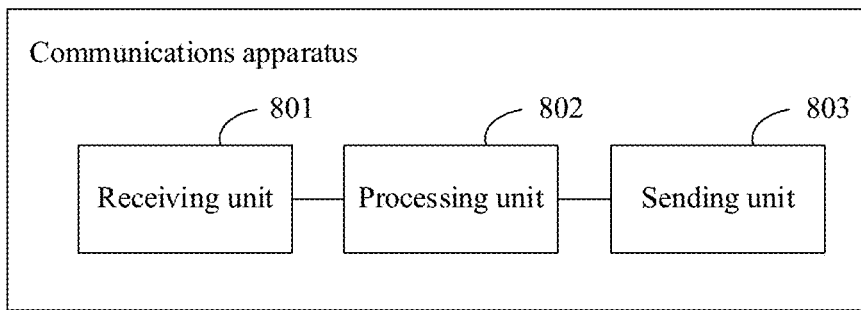 Communications apparatus
801 802 803
Receiving unit Processing unit Sending unit